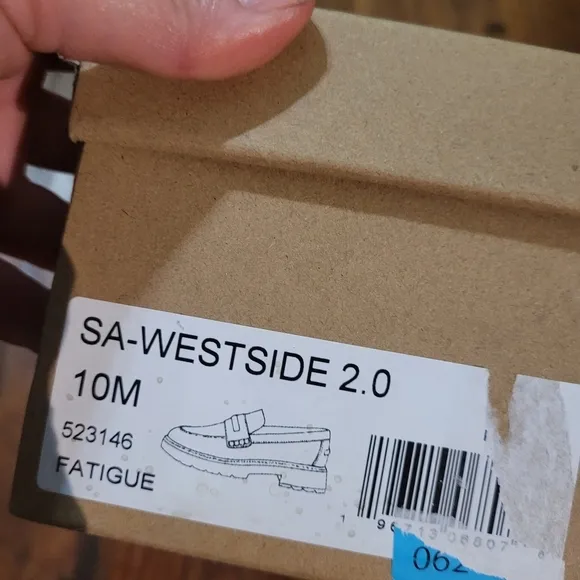 SA-WESTSIDE 2.0
10M
523146
FATIGUE